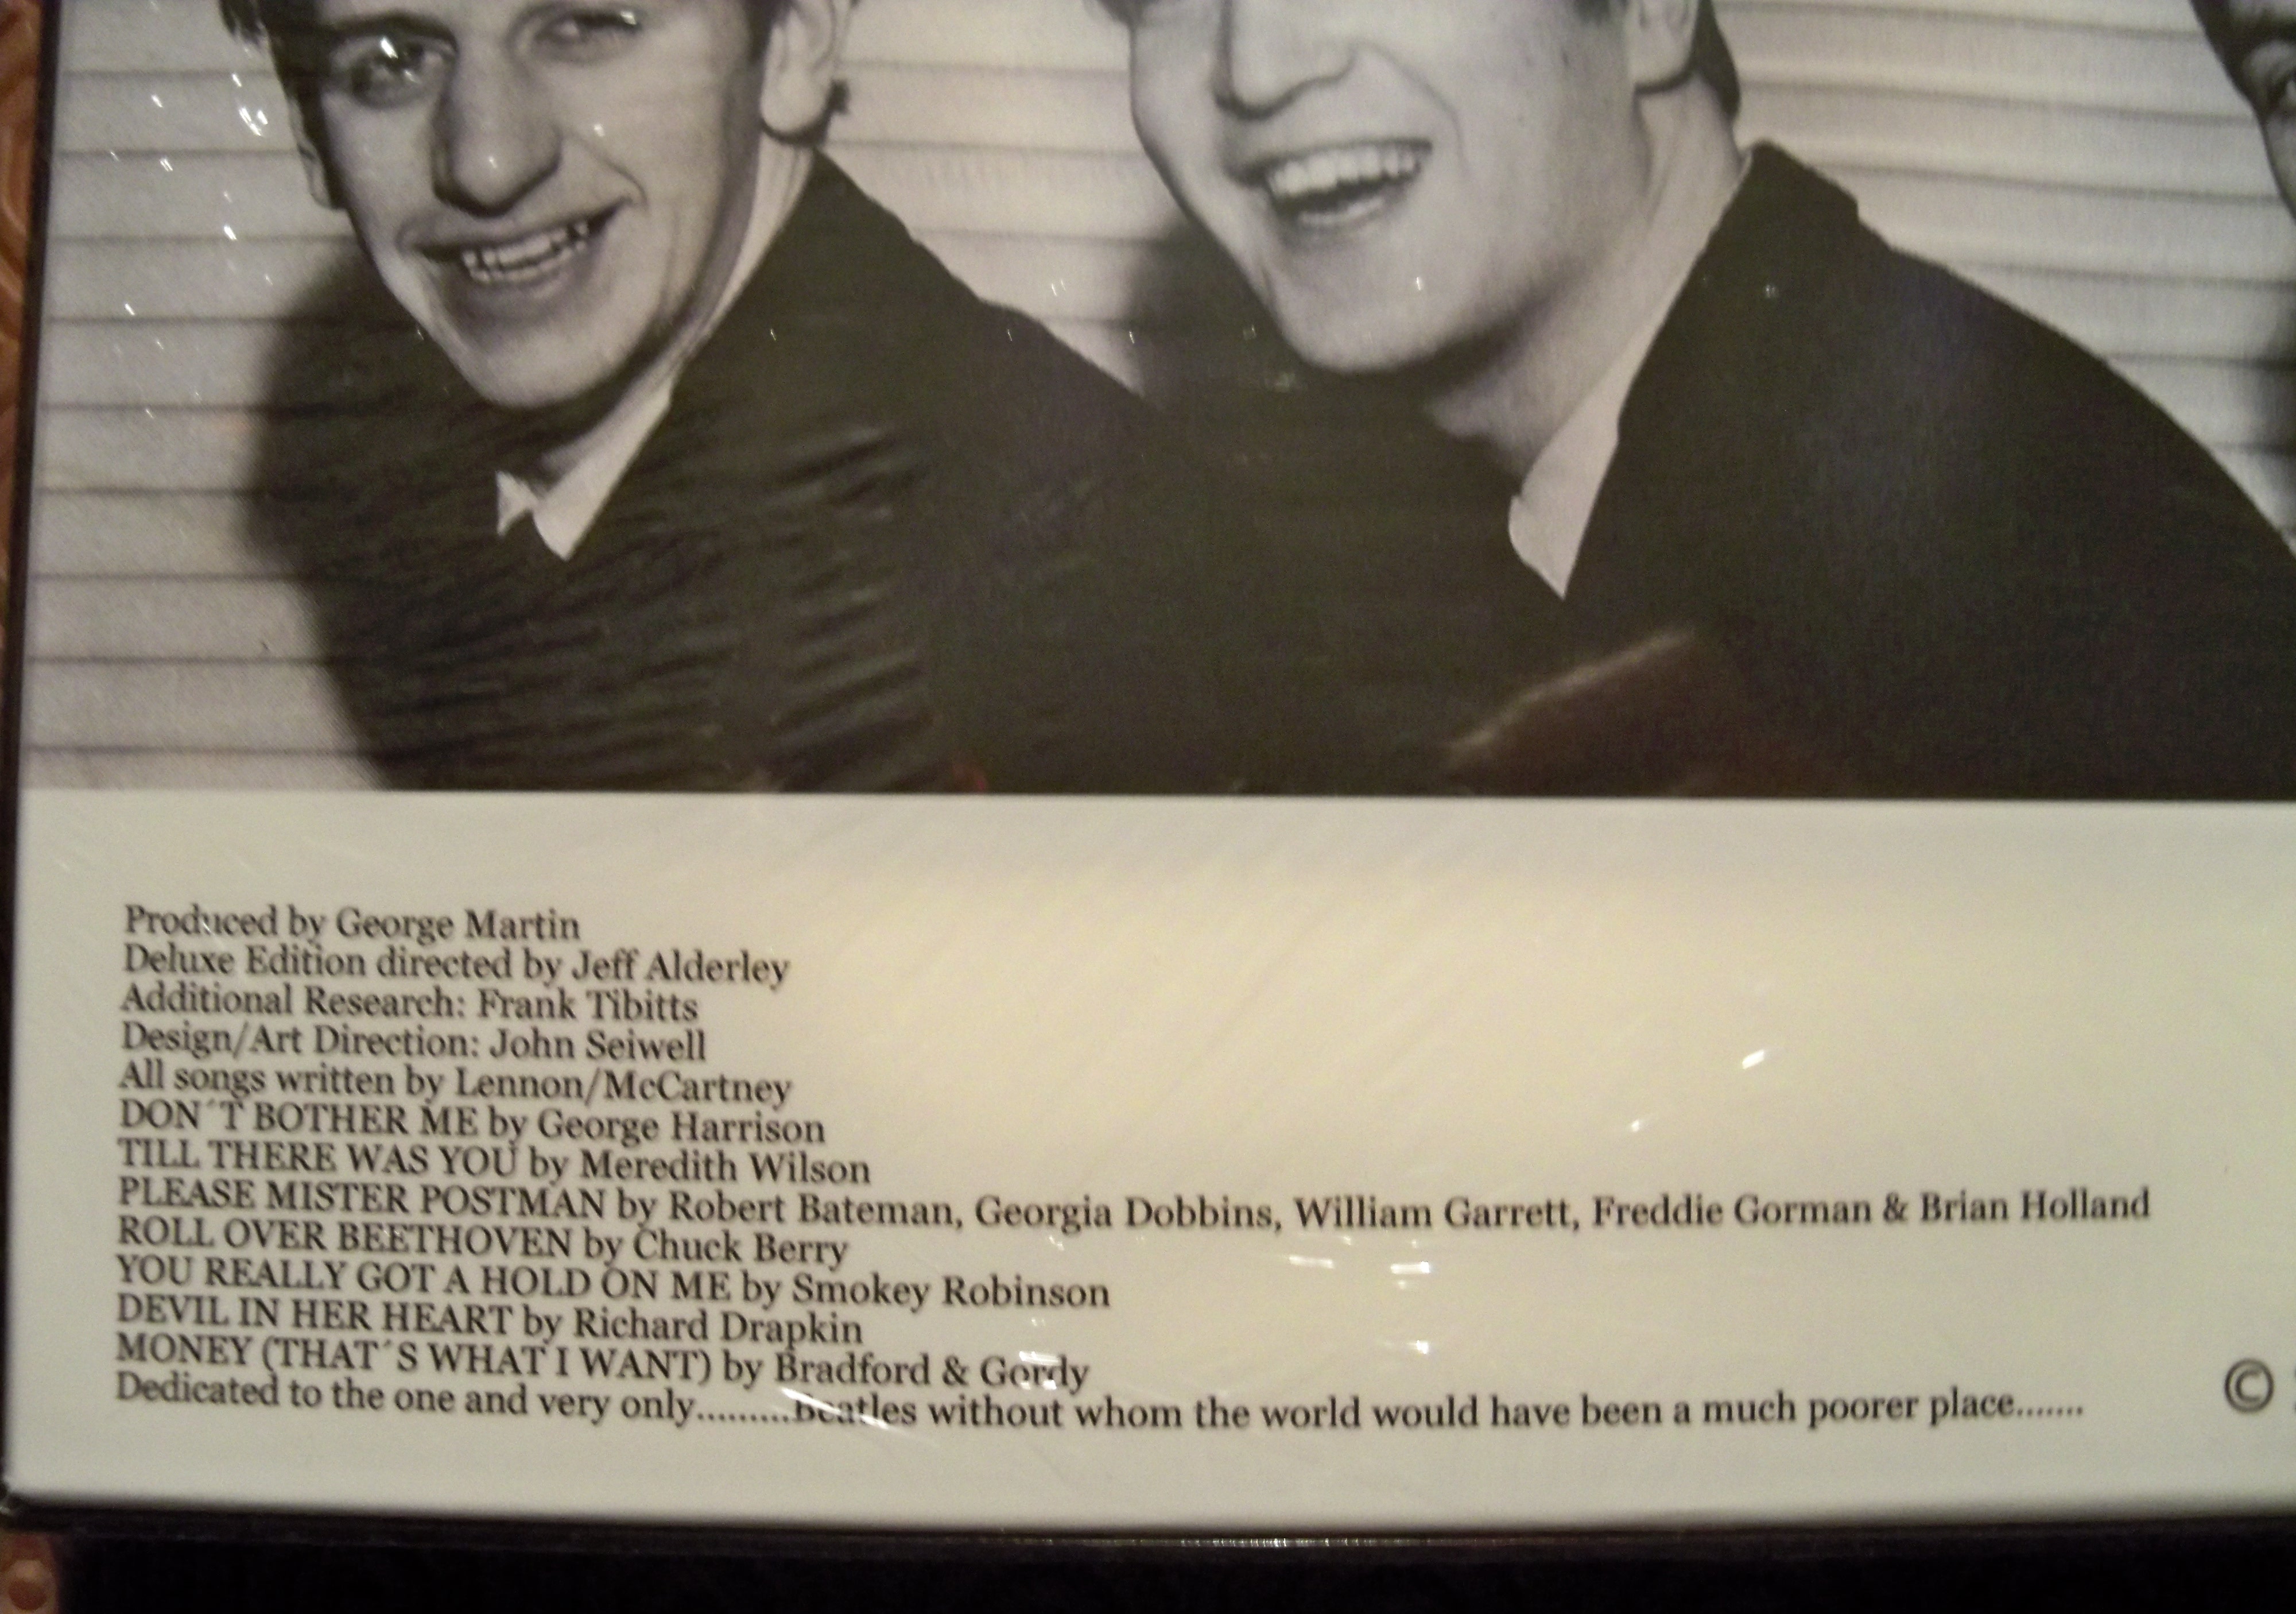 Produced by George Martin
Deluxe Edition directed by Jeff Alderley
Additional Research: Frank Tibitts
Design/Art Direction: John Seiwell
All songs written by Lennon/McCartney
DON´T BOTHER ME by George Harrison
TILL THERE WAS YOU by Meredith Wilson
PLEASE MISTER POSTMAN by Robert Bateman, Georgia Dobbins, William Garrett, Freddie Gorman & Brian Holland
ROLL OVER BEETHOVEN by Chuck Berry
YOU REALLY GOT A HOLD ON ME by Smokey Robinson
DEVIL IN HER HEART by Richard Drapkin
MONEY (THAT´S WHAT I WANT) by Bradford & Gordy
Dedicated to the one and very only.........Beatles without whom the world would have been a much poorer place.......
©